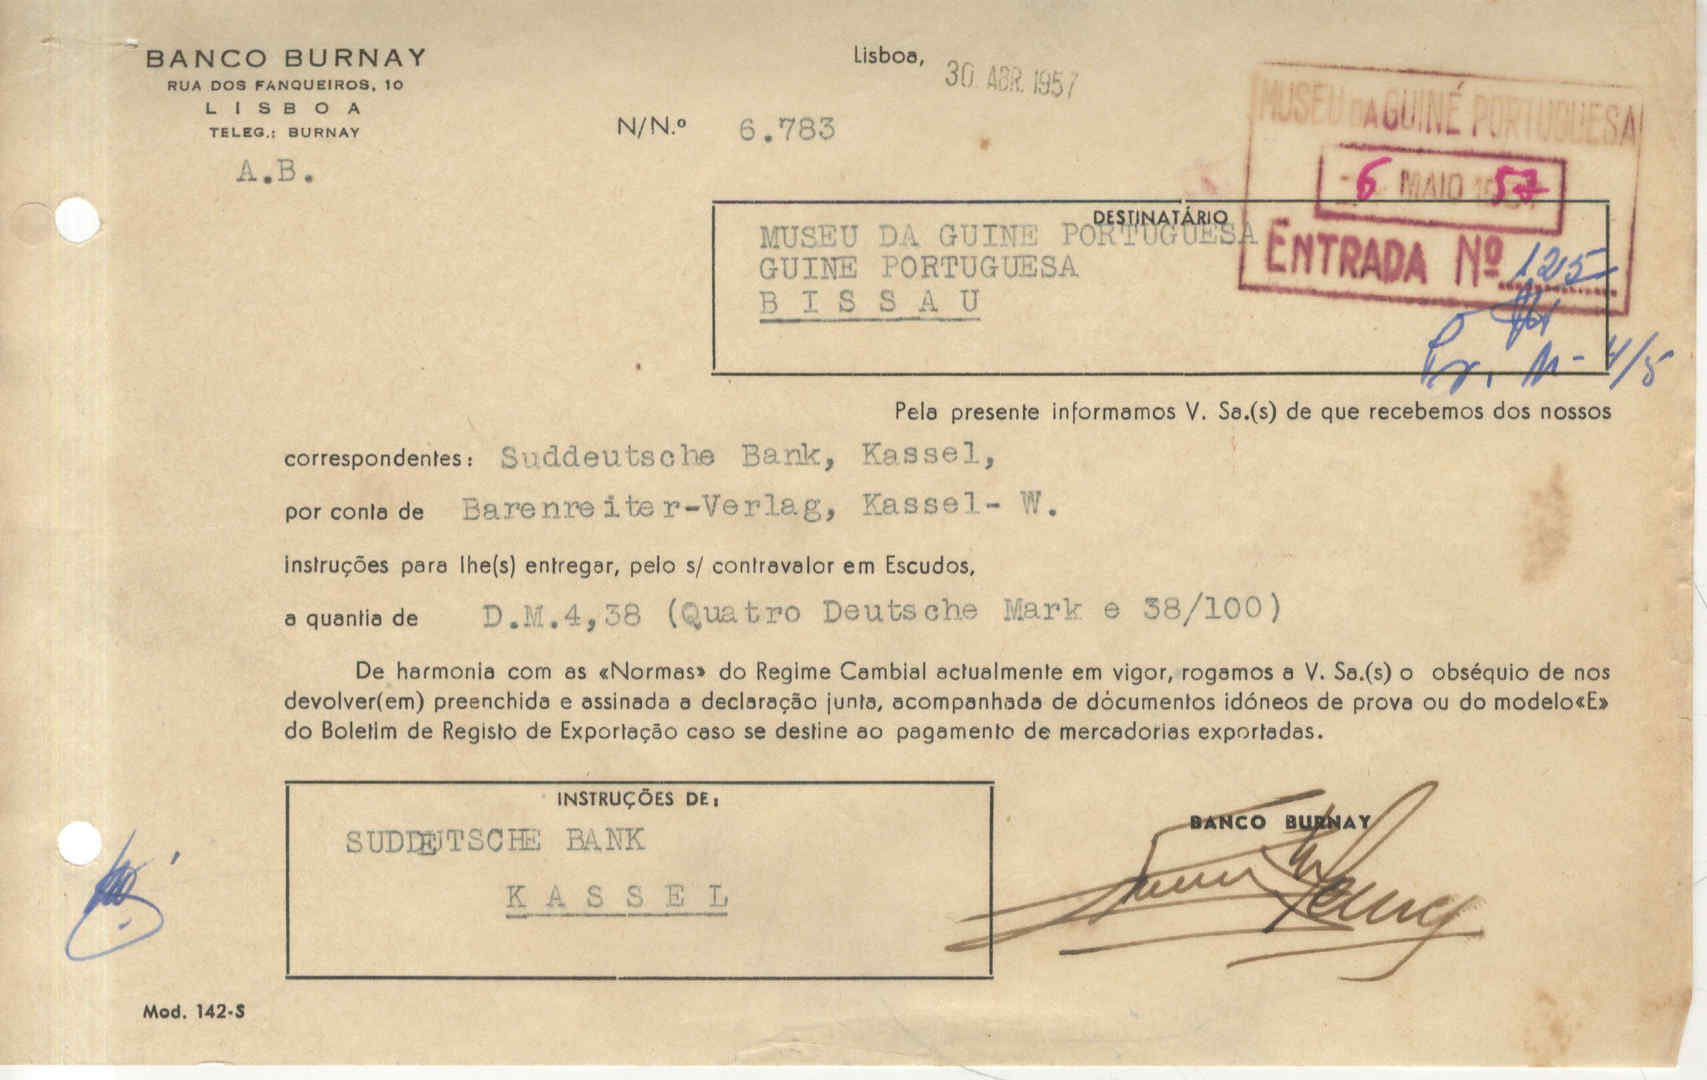 BANCO BURNAY
RUA DOS FANQUEIROS, 10
LISBOA
TELEG.: BURNAY
A.B.
Lisboa, 30 ABR. 1957
N/N.º 6.783
MUSEU DA GUINÉ PORTUGUESA
-6 MAIO 1957
ENTRADA Nº 125
DESTINATÁRIO
MUSEU DA GUINE PORTUGUESA
GUINE PORTUGUESA
B I S S A U
4/5
Pela presente informamos V. Sa.(s) de que recebemos dos nossos
correspondentes: Suddeutsche Bank, Kassel,
por conta de Barenreiter-Verlag, Kassel- W.
instruções para lhe(s) entregar, pelo s/ contravalor em Escudos,
a quantia de D.M.4,38 (Quatro Deutsche Mark e 38/100)
De harmonia com as «Normas» do Regime Cambial actualmente em vigor, rogamos a V. Sa.(s) o obséquio de nos
devolver(em) preenchida e assinada a declaração junta, acompanhada de dócumentos idóneos de prova ou do modelo«E»
do Boletim de Registo de Exportação caso se destine ao pagamento de mercadorias exportadas.
INSTRUÇÕES DE:
SUDDEUTSCHE BANK
K A S S E L
BANCO BURNAY
Mod. 142-S